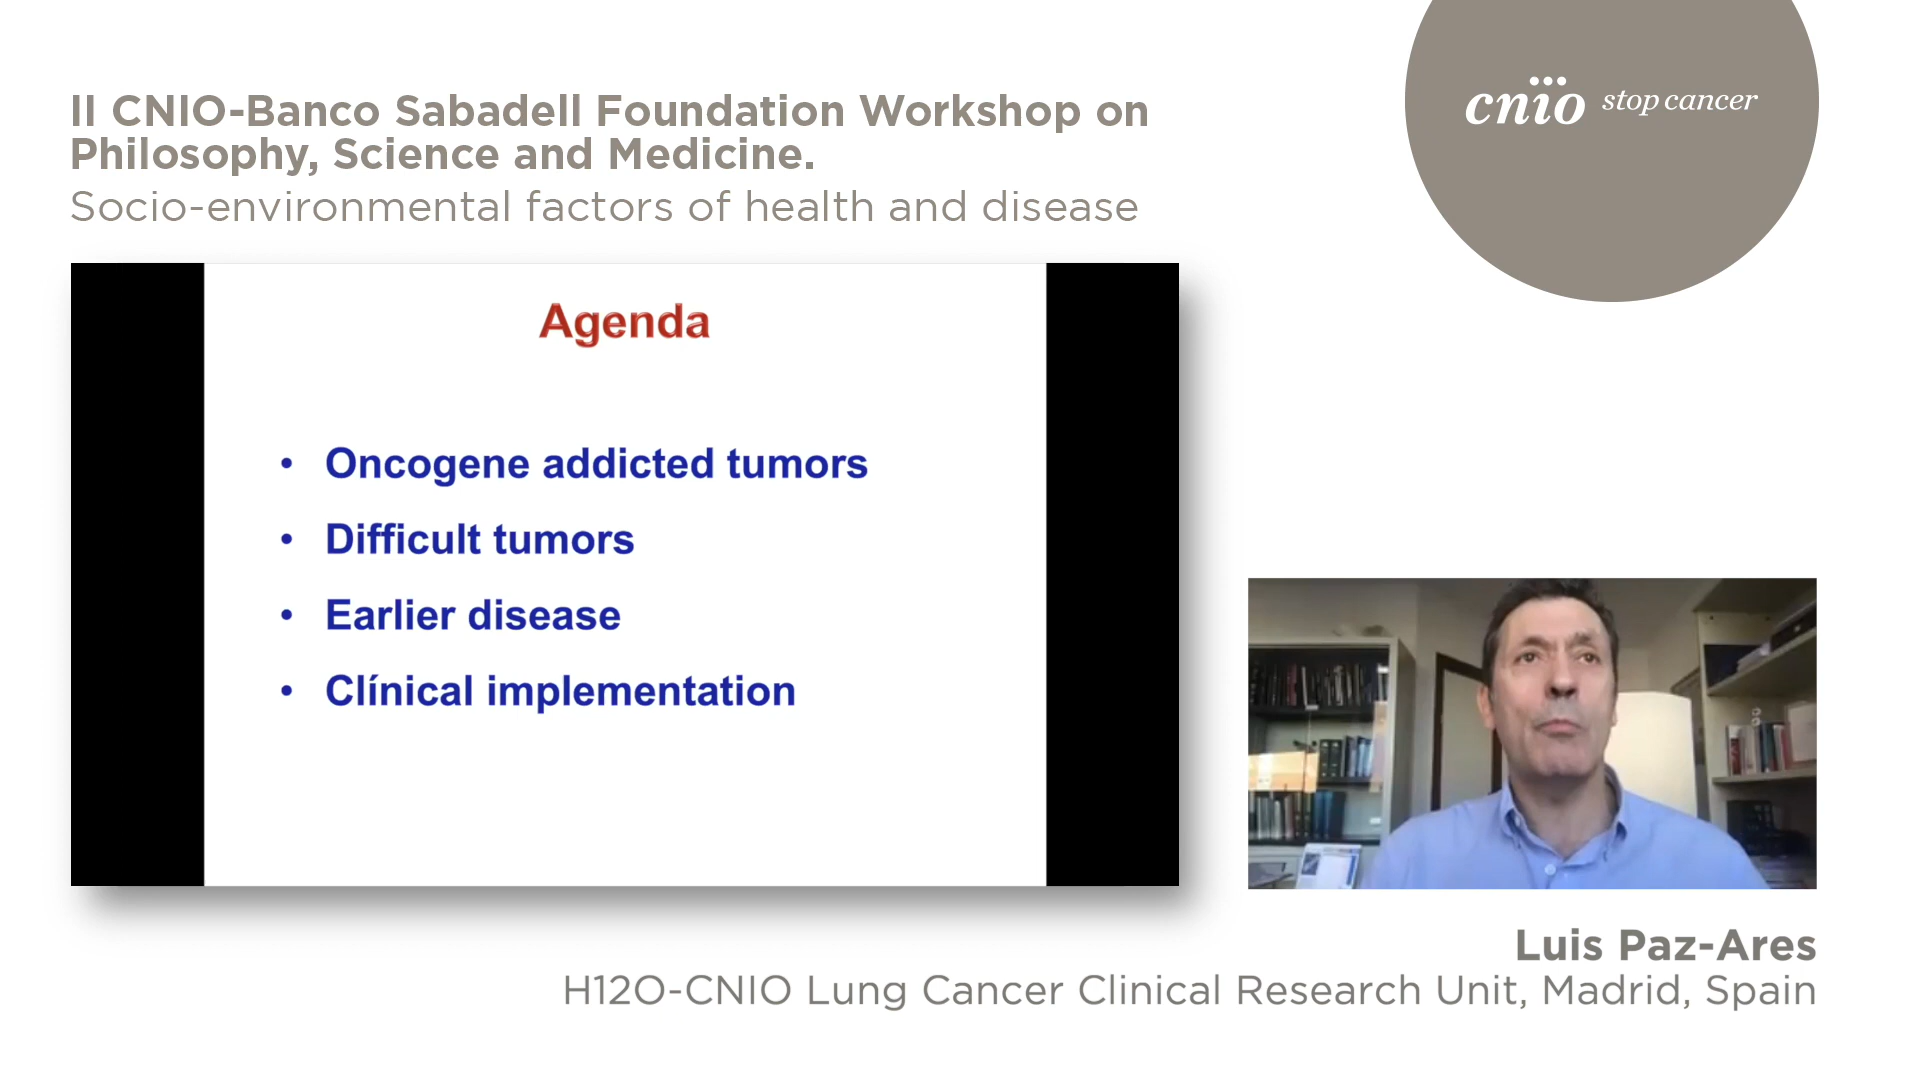 II CNIO-Banco Sabadell Foundation Workshop on
Philosophy, Science and Medicine.
Socio-environmental factors of health and disease
cnio stop cancer
Agenda
• Oncogene addicted tumors
• Difficult tumors
• Earlier disease
• Clínical implementation
Luis Paz-Ares
H12O-CNIO Lung Cancer Clinical Research Unit, Madrid, Spain